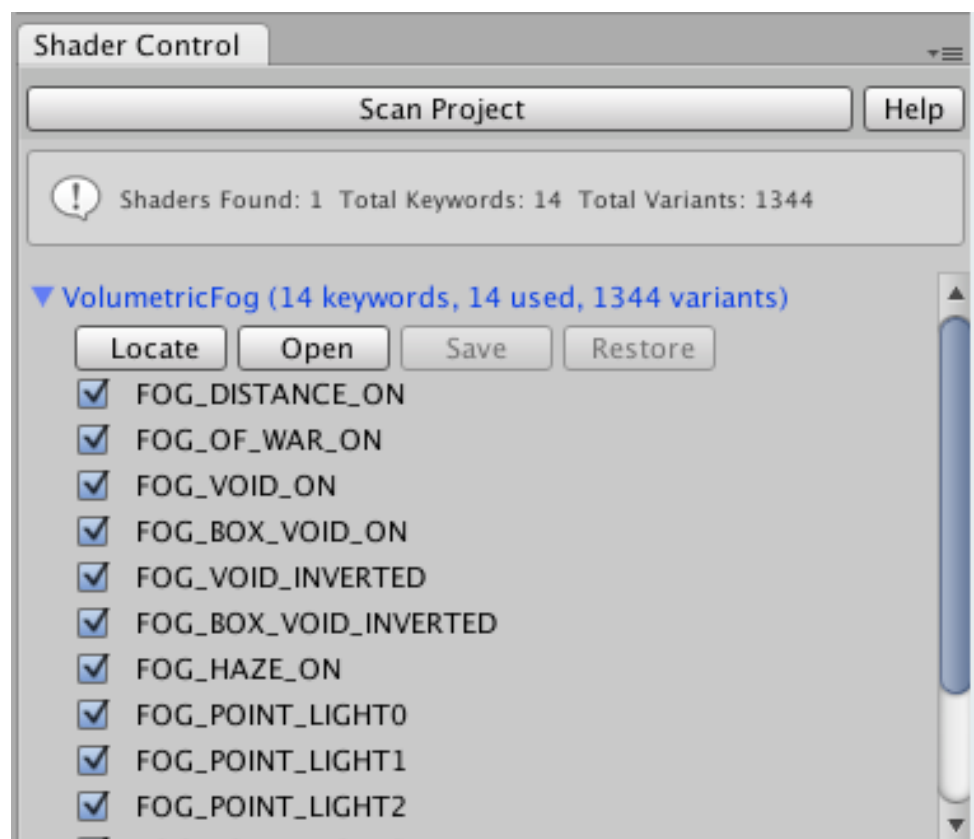 Shader Control
Scan Project Help
Shaders Found: 1 Total Keywords: 14 Total Variants: 1344
VolumetricFog (14 keywords, 14 used, 1344 variants)
Locate Open Save Restore
FOG_DISTANCE_ON
FOG_OF_WAR_ON
FOG_VOID_ON
FOG_BOX_VOID_ON
FOG_VOID_INVERTED
FOG_BOX_VOID_INVERTED
FOG_HAZE_ON
FOG_POINT_LIGHT0
FOG_POINT_LIGHT1
FOG_POINT_LIGHT2